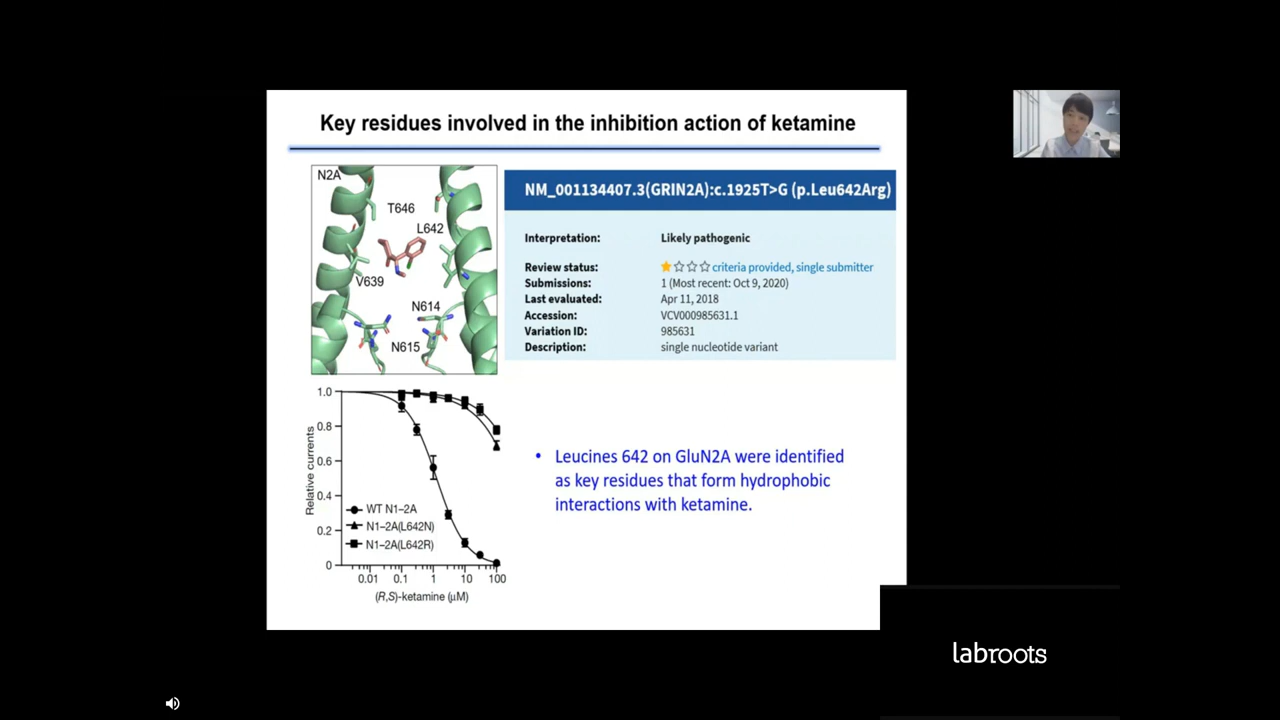 Key residues involved in the inhibition action of ketamine
N2A
T646
L642
V639
N614
N615
NM_001134407.3(GRIN2A):c.1925T>G (p.Leu642Arg)
Interpretation: Likely pathogenic
Review status: criteria provided, single submitter
Submissions: 1 (Most recent: Oct 9, 2020)
Last evaluated: Apr 11, 2018
Accession: VCV000985631.1
Variation ID: 985631
Description: single nucleotide variant
Relative currents
1.0
0.8
0.6
0.4
0.2
0
WT N1–2A
N1–2A(L642N)
N1–2A(L642R)
0.01 0.1 1 10 100
(R,S)-ketamine (μM)
• Leucines 642 on GluN2A were identified
as key residues that form hydrophobic
interactions with ketamine.
labroots